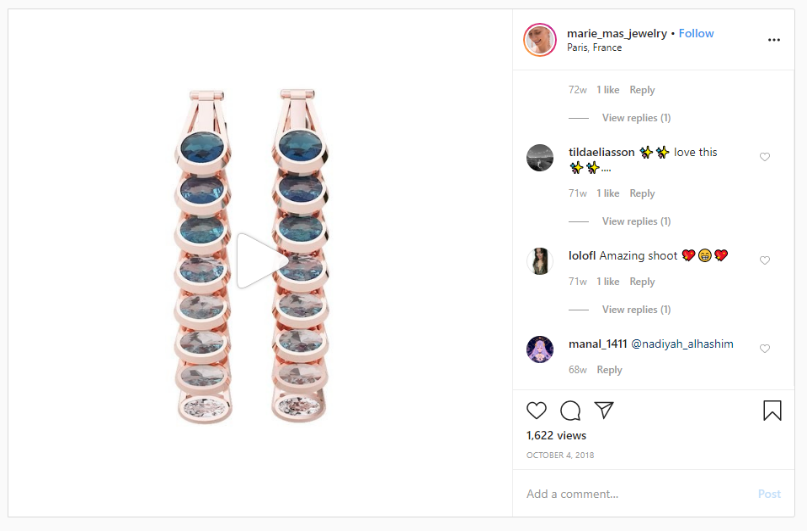 marie_mas_jewelry • Follow
Paris, France
72w 1 like Reply
View replies (1)
tildaeliasson ✨✨ love this
✨✨....
71w 1 like Reply
View replies (1)
lolofl Amazing shoot 💖😁💖
71w 1 like Reply
View replies (1)
manal_1411 @nadiyah_alhashim
68w Reply
1,622 views
OCTOBER 4, 2018
Add a comment... Post